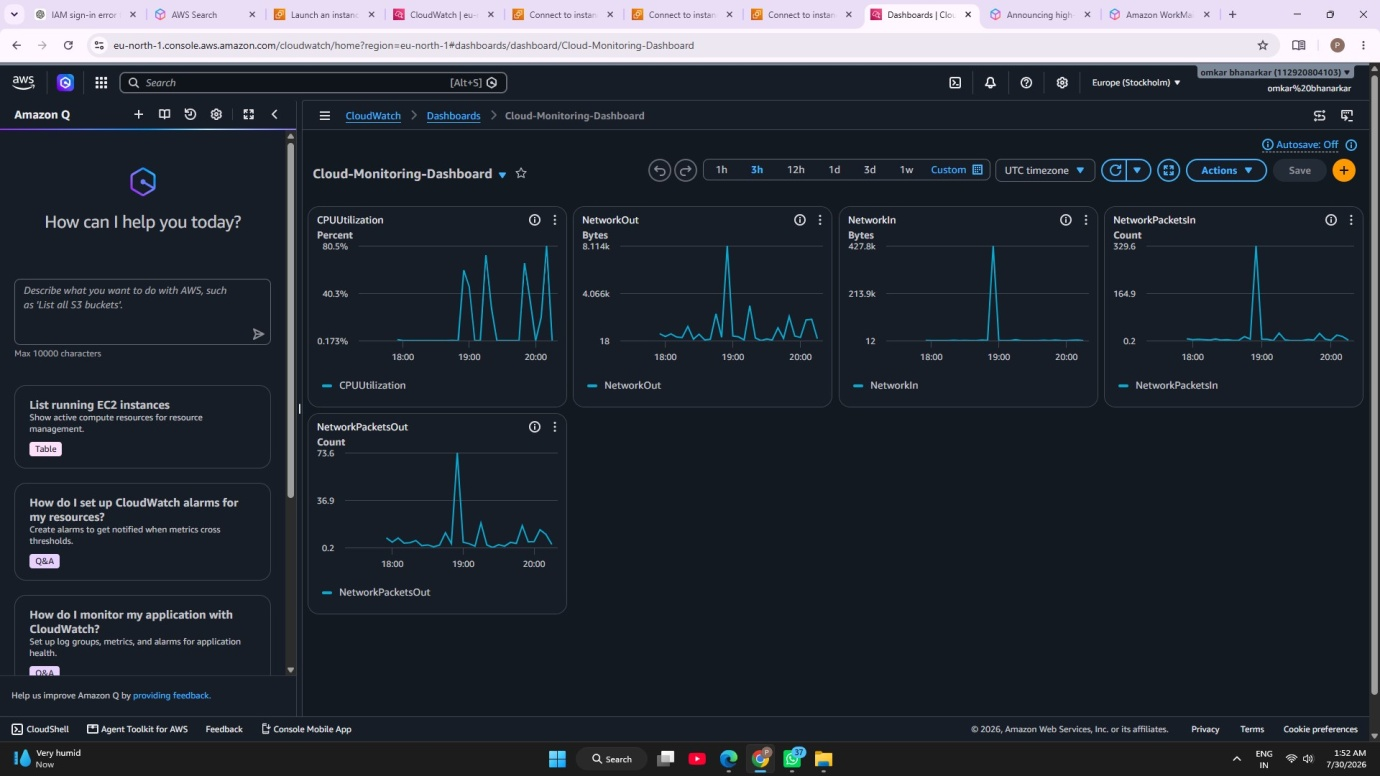 IAM sign-in error
AWS Search
Launch an instanc
CloudWatch | eu-
Connect to instan
Connect to instan
Connect to instan
Dashboards | Clou
Announcing high-
Amazon WorkMa
eu-north-1.console.aws.amazon.com/cloudwatch/home?region=eu-north-1#dashboards/dashboard/Cloud-Monitoring-Dashboard
P
aws
Search
[Alt+S]
Europe (Stockholm)
omkar bhanarkar (112920804103)
omkar%20bhanarkar
Amazon Q
CloudWatch
Dashboards
Cloud-Monitoring-Dashboard
Autosave: Off
Cloud-Monitoring-Dashboard
1h
3h
12h
1d
3d
1w
Custom
UTC timezone
Actions
Save
How can I help you today?
Describe what you want to do with AWS, such
as 'List all S3 buckets'.
Max 10000 characters
List running EC2 instances
Show active compute resources for resource
management.
Table
How do I set up CloudWatch alarms for
my resources?
Create alarms to get notified when metrics cross
thresholds.
Q&A
How do I monitor my application with
CloudWatch?
Set up log groups, metrics, and alarms for application
health.
Q&A
Help us improve Amazon Q by providing feedback.
CPUUtilization
Percent
80.5%
40.3%
0.173%
18:00
19:00
20:00
CPUUtilization
NetworkOut
Bytes
8.114k
4.066k
18
18:00
19:00
20:00
NetworkOut
NetworkIn
Bytes
427.8k
213.9k
12
18:00
19:00
20:00
NetworkIn
NetworkPacketsIn
Count
329.6
164.9
0.2
18:00
19:00
20:00
NetworkPacketsIn
NetworkPacketsOut
Count
73.6
36.9
0.2
18:00
19:00
20:00
NetworkPacketsOut
CloudShell
Agent Toolkit for AWS
Feedback
Console Mobile App
© 2026, Amazon Web Services, Inc. or its affiliates.
Privacy
Terms
Cookie preferences
Very humid
Now
Search
P
37
ENG
IN
1:52 AM
7/30/2026